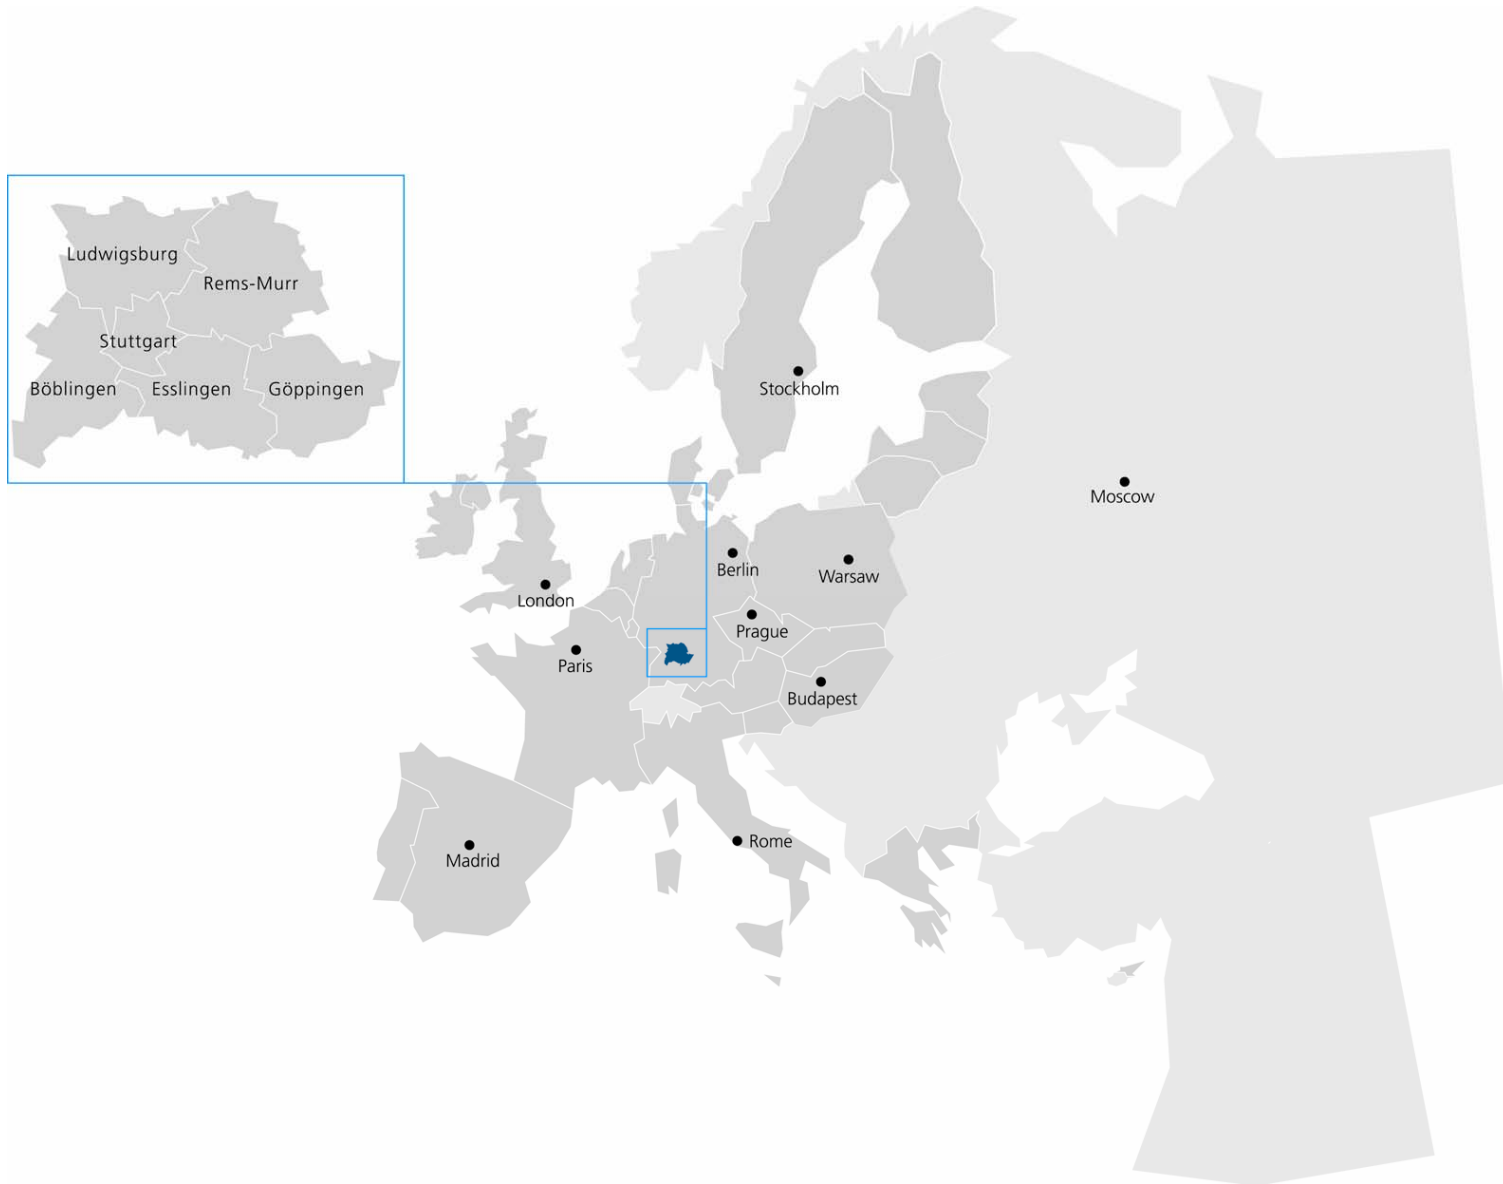 Ludwigsburg
Rems-Murr
Stuttgart
Böblingen
Esslingen
Göppingen
Stockholm
Moscow
Berlin
Warsaw
London
Prague
Paris
Budapest
Rome
Madrid